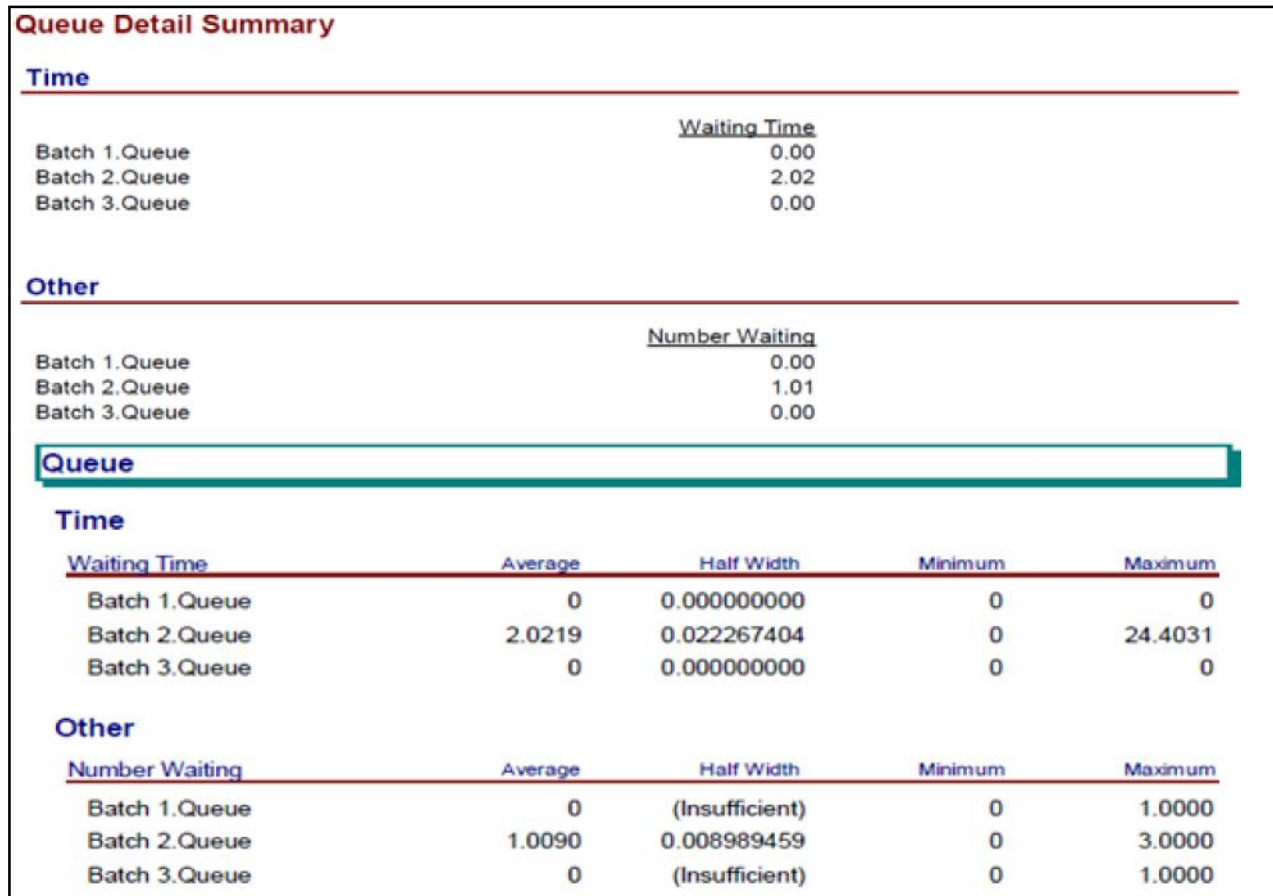 Queue Detail Summary
Time
Waiting Time
Batch 1.Queue 0.00
Batch 2.Queue 2.02
Batch 3.Queue 0.00
Other
Number Waiting
Batch 1.Queue 0.00
Batch 2.Queue 1.01
Batch 3.Queue 0.00
Queue
Time
Waiting Time Average Half Width Minimum Maximum
Batch 1.Queue 0 0.000000000 0 0
Batch 2.Queue 2.0219 0.022267404 0 24.4031
Batch 3.Queue 0 0.000000000 0 0
Other
Number Waiting Average Half Width Minimum Maximum
Batch 1.Queue 0 (Insufficient) 0 1.0000
Batch 2.Queue 1.0090 0.008989459 0 3.0000
Batch 3.Queue 0 (Insufficient) 0 1.0000